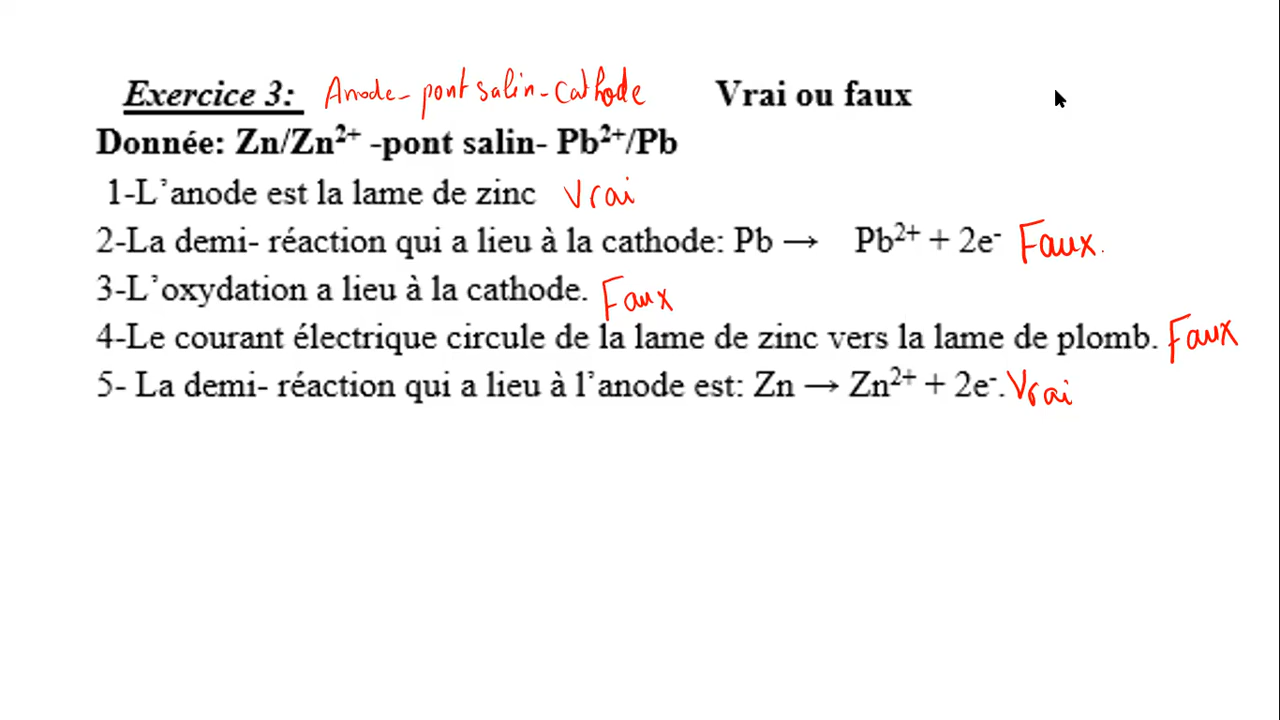 Exercice 3: Anode - pont salin - cathode Vrai ou faux
Donnée: Zn/Zn²⁺ -pont salin- Pb²⁺/Pb
1-L’anode est la lame de zinc Vrai
2-La demi- réaction qui a lieu à la cathode: Pb → Pb²⁺ + 2e⁻ Faux.
3-L’oxydation a lieu à la cathode. Faux
4-Le courant électrique circule de la lame de zinc vers la lame de plomb. Faux
5- La demi- réaction qui a lieu à l’anode est: Zn → Zn²⁺ + 2e⁻. Vrai